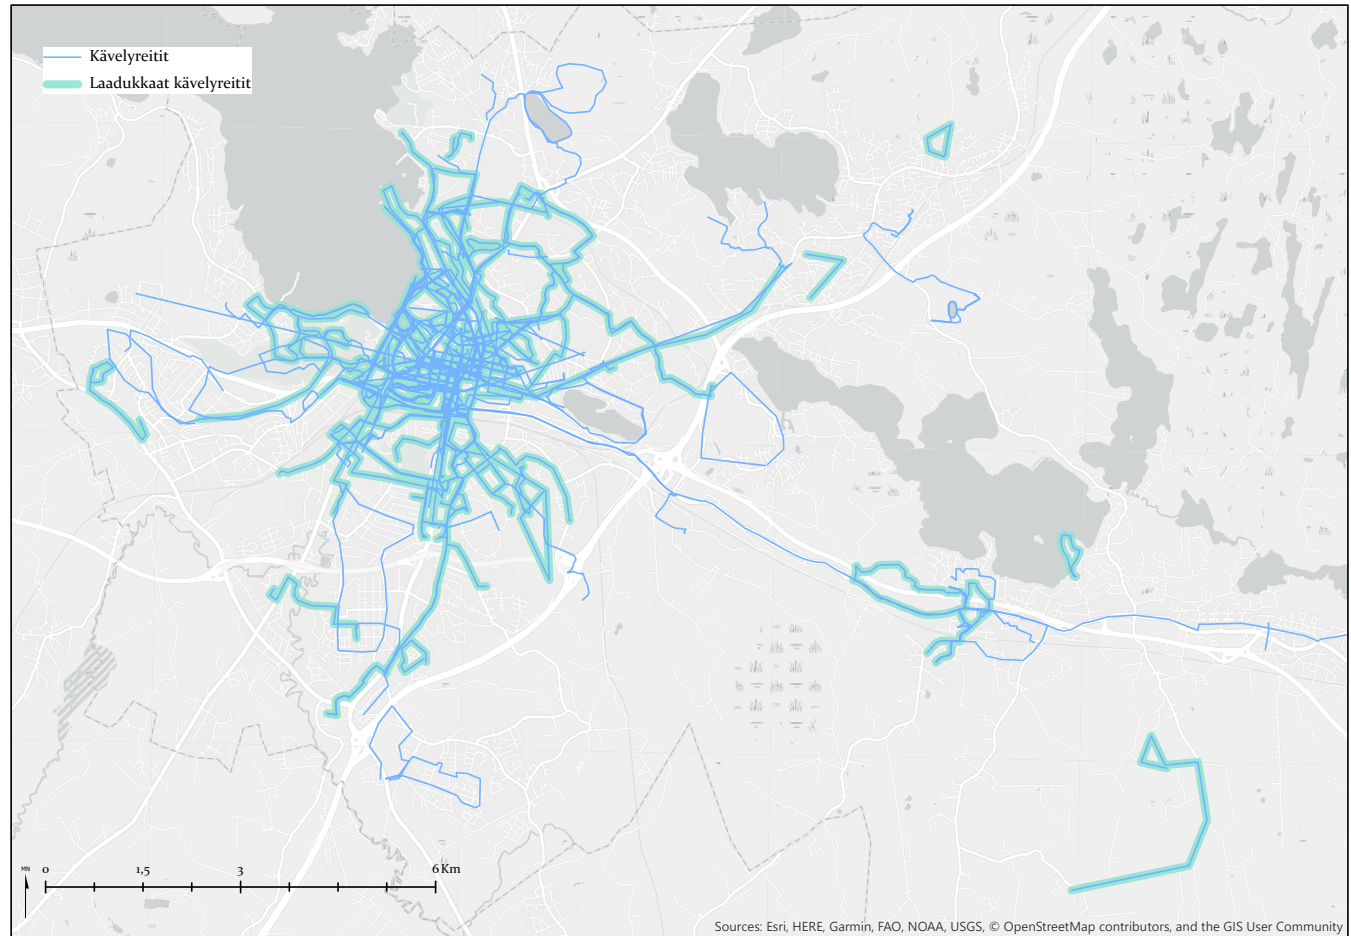 Kävelyreitit
Laadukkaat kävelyreitit
MN
0 1,5 3 6 Km
Sources: Esri, HERE, Garmin, FAO, NOAA, USGS, © OpenStreetMap contributors, and the GIS User Community